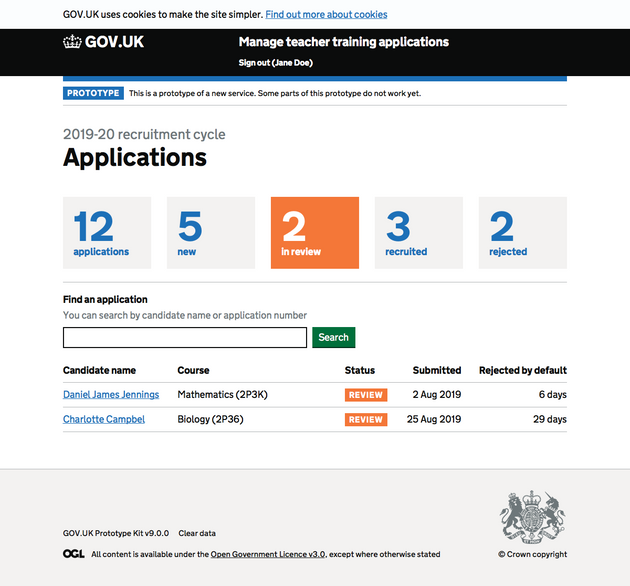 GOV.UK uses cookies to make the site simpler. Find out more about cookies
GOV.UK
Manage teacher training applications
Sign out (Jane Doe)
PROTOTYPE This is a prototype of a new service. Some parts of this prototype do not work yet.
2019-20 recruitment cycle
Applications
12 5 2 3 2
applications new in review recruited rejected
Find an application
You can search by candidate name or application number
Search
Candidate name Course Status Submitted Rejected by default
Daniel James Jennings Mathematics (2P3K) REVIEW 2 Aug 2019 6 days
Charlotte Campbel Biology (2P36) REVIEW 25 Aug 2019 29 days
GOV.UK Prototype Kit v9.0.0 Clear data
OGL All content is available under the Open Government Licence v3.0, except where otherwise stated
© Crown copyright